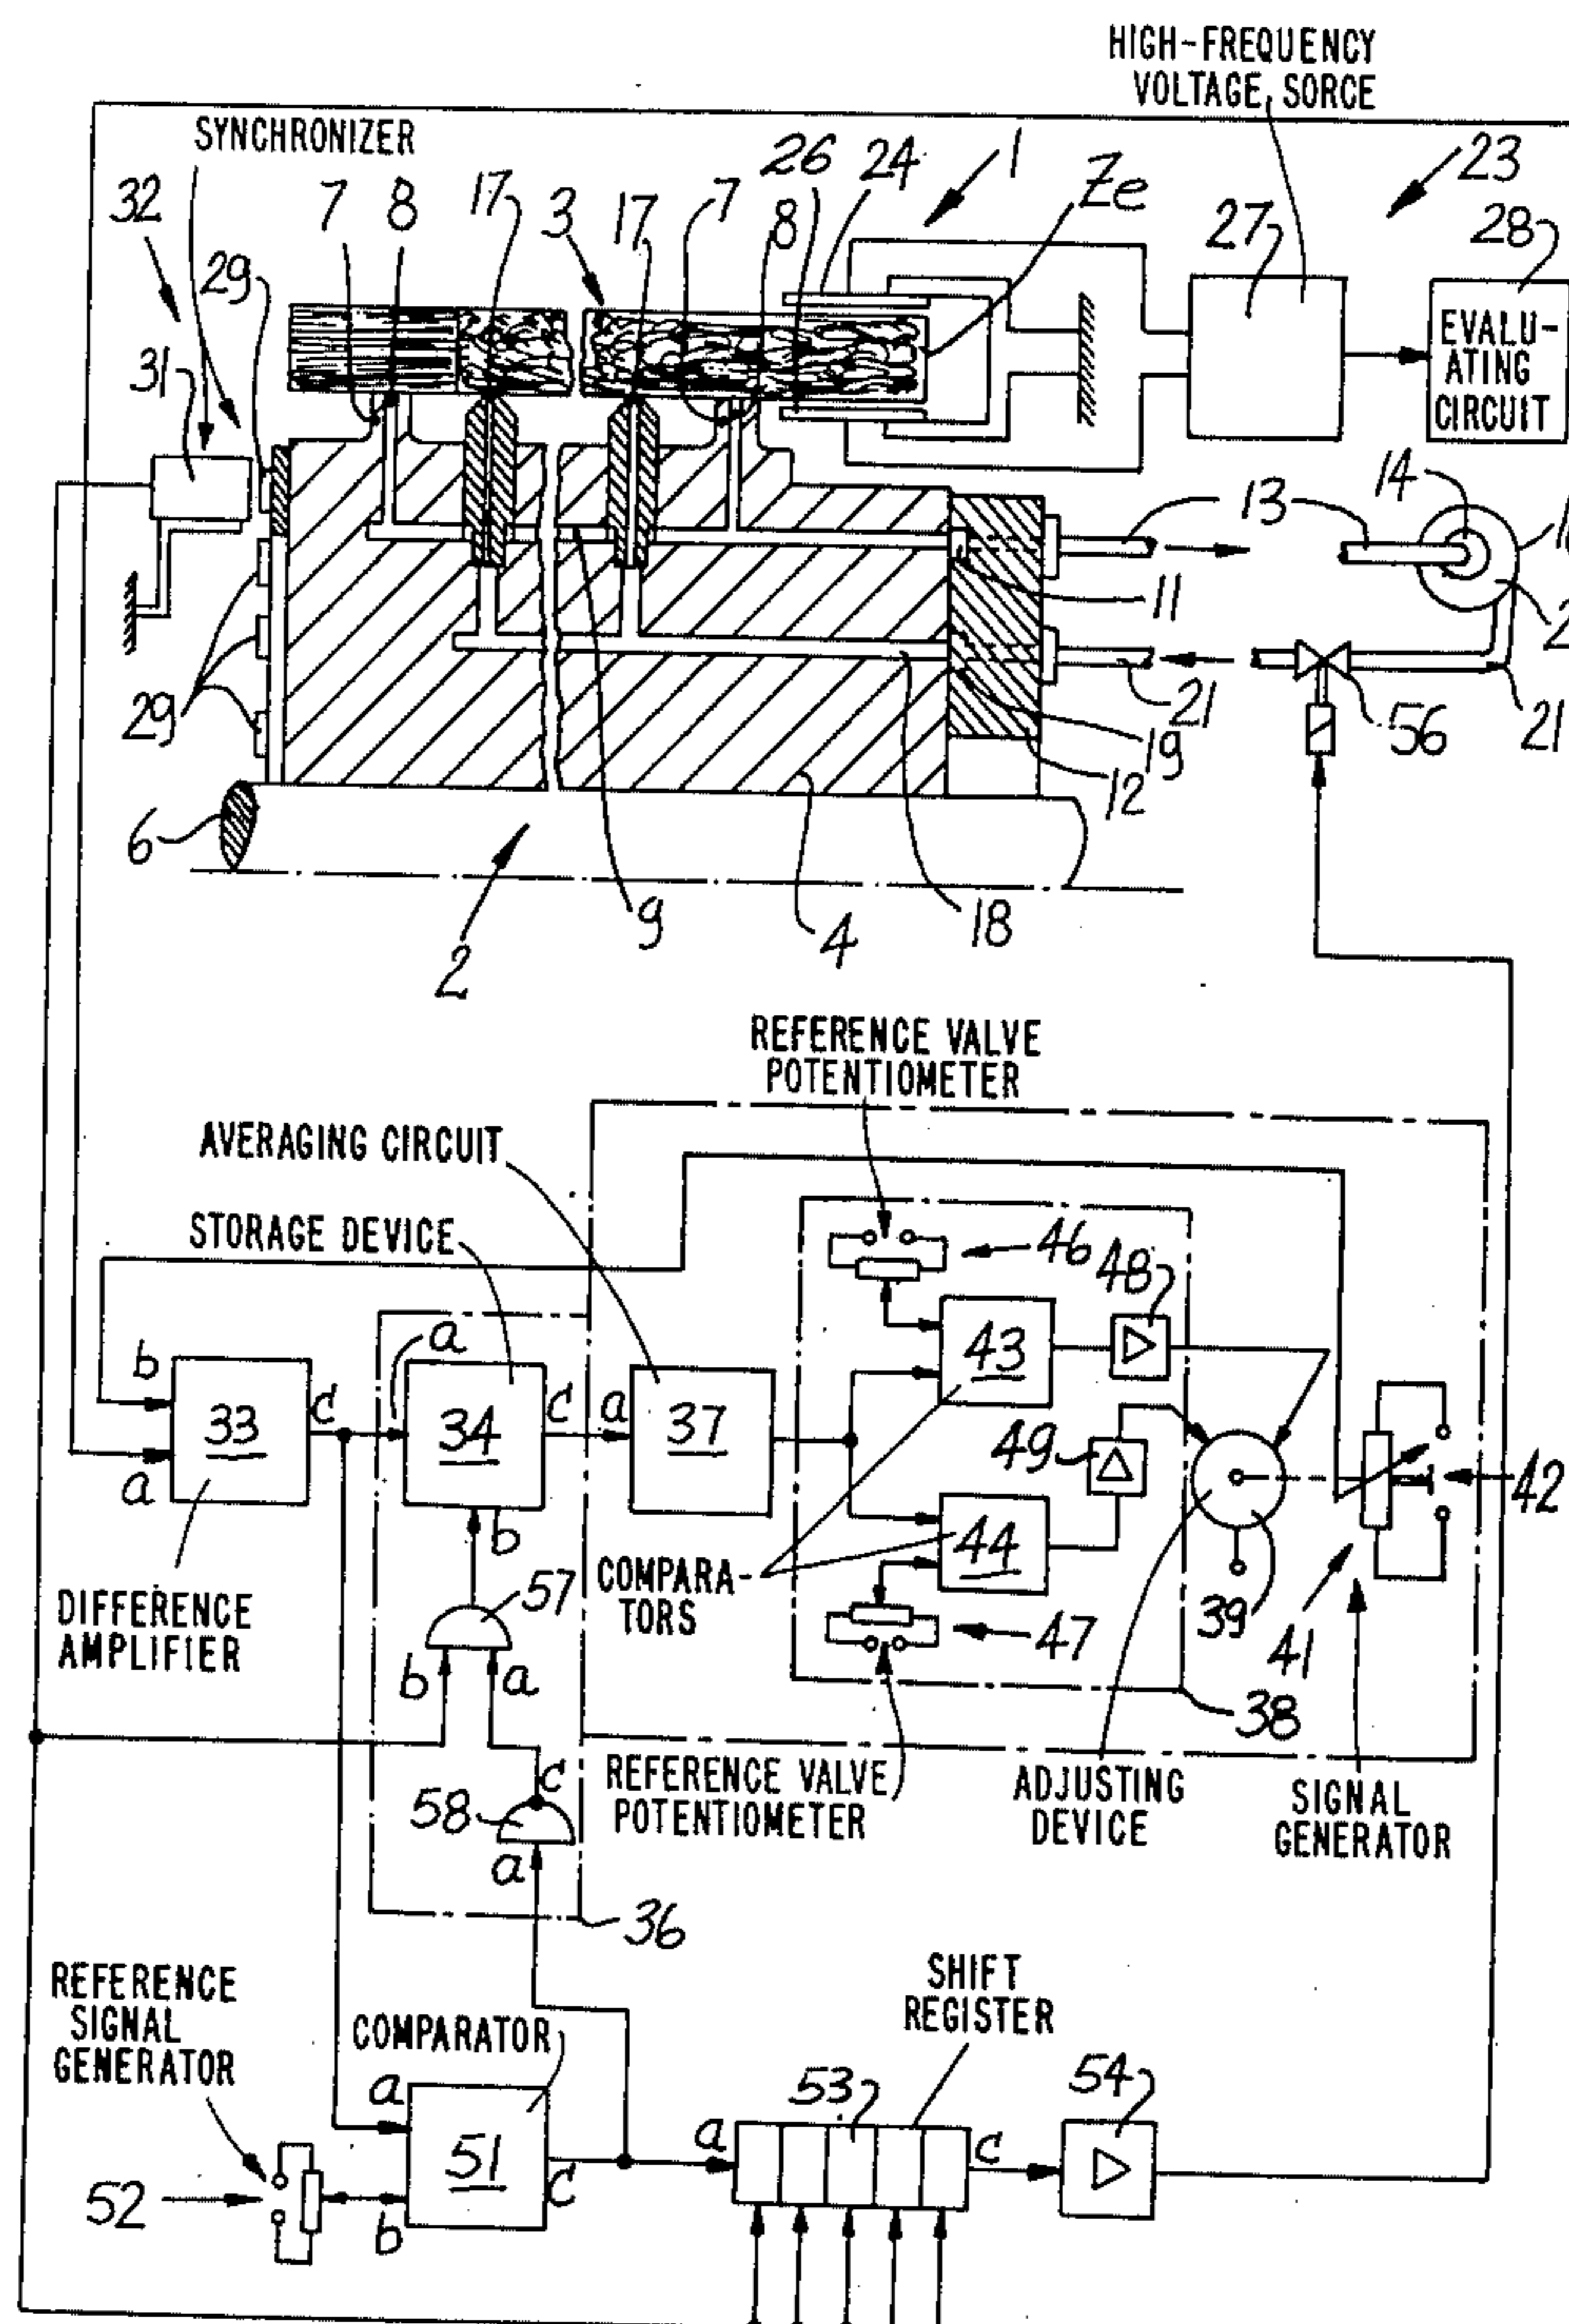 HIGH-FREQUENCY
VOLTAGE SORCE
SYNCHRONIZER
32
7
8
17
3
17
26
7
24
8
1
Ze
23
27
28
29
31
EVALU-
ATING
CIRCUIT
13
14
11
29
21
19
12
56
21
6
2
9
4
18
REFERENCE VALVE
POTENTIOMETER
AVERAGING CIRCUIT
STORAGE DEVICE
46
48
a
b
43
33
c
34
c
a
37
49
42
a
b
44
COMPARA-
TORS
57
DIFFERENCE
AMPLIFIER
47
39
41
b
a
38
REFERENCE VALVE
POTENTIOMETER
ADJUSTING
DEVICE
SIGNAL
GENERATOR
c
58
a
36
REFERENCE
SIGNAL
GENERATOR
COMPARATOR
SHIFT
REGISTER
53
54
a
a
c
51
52
b
c